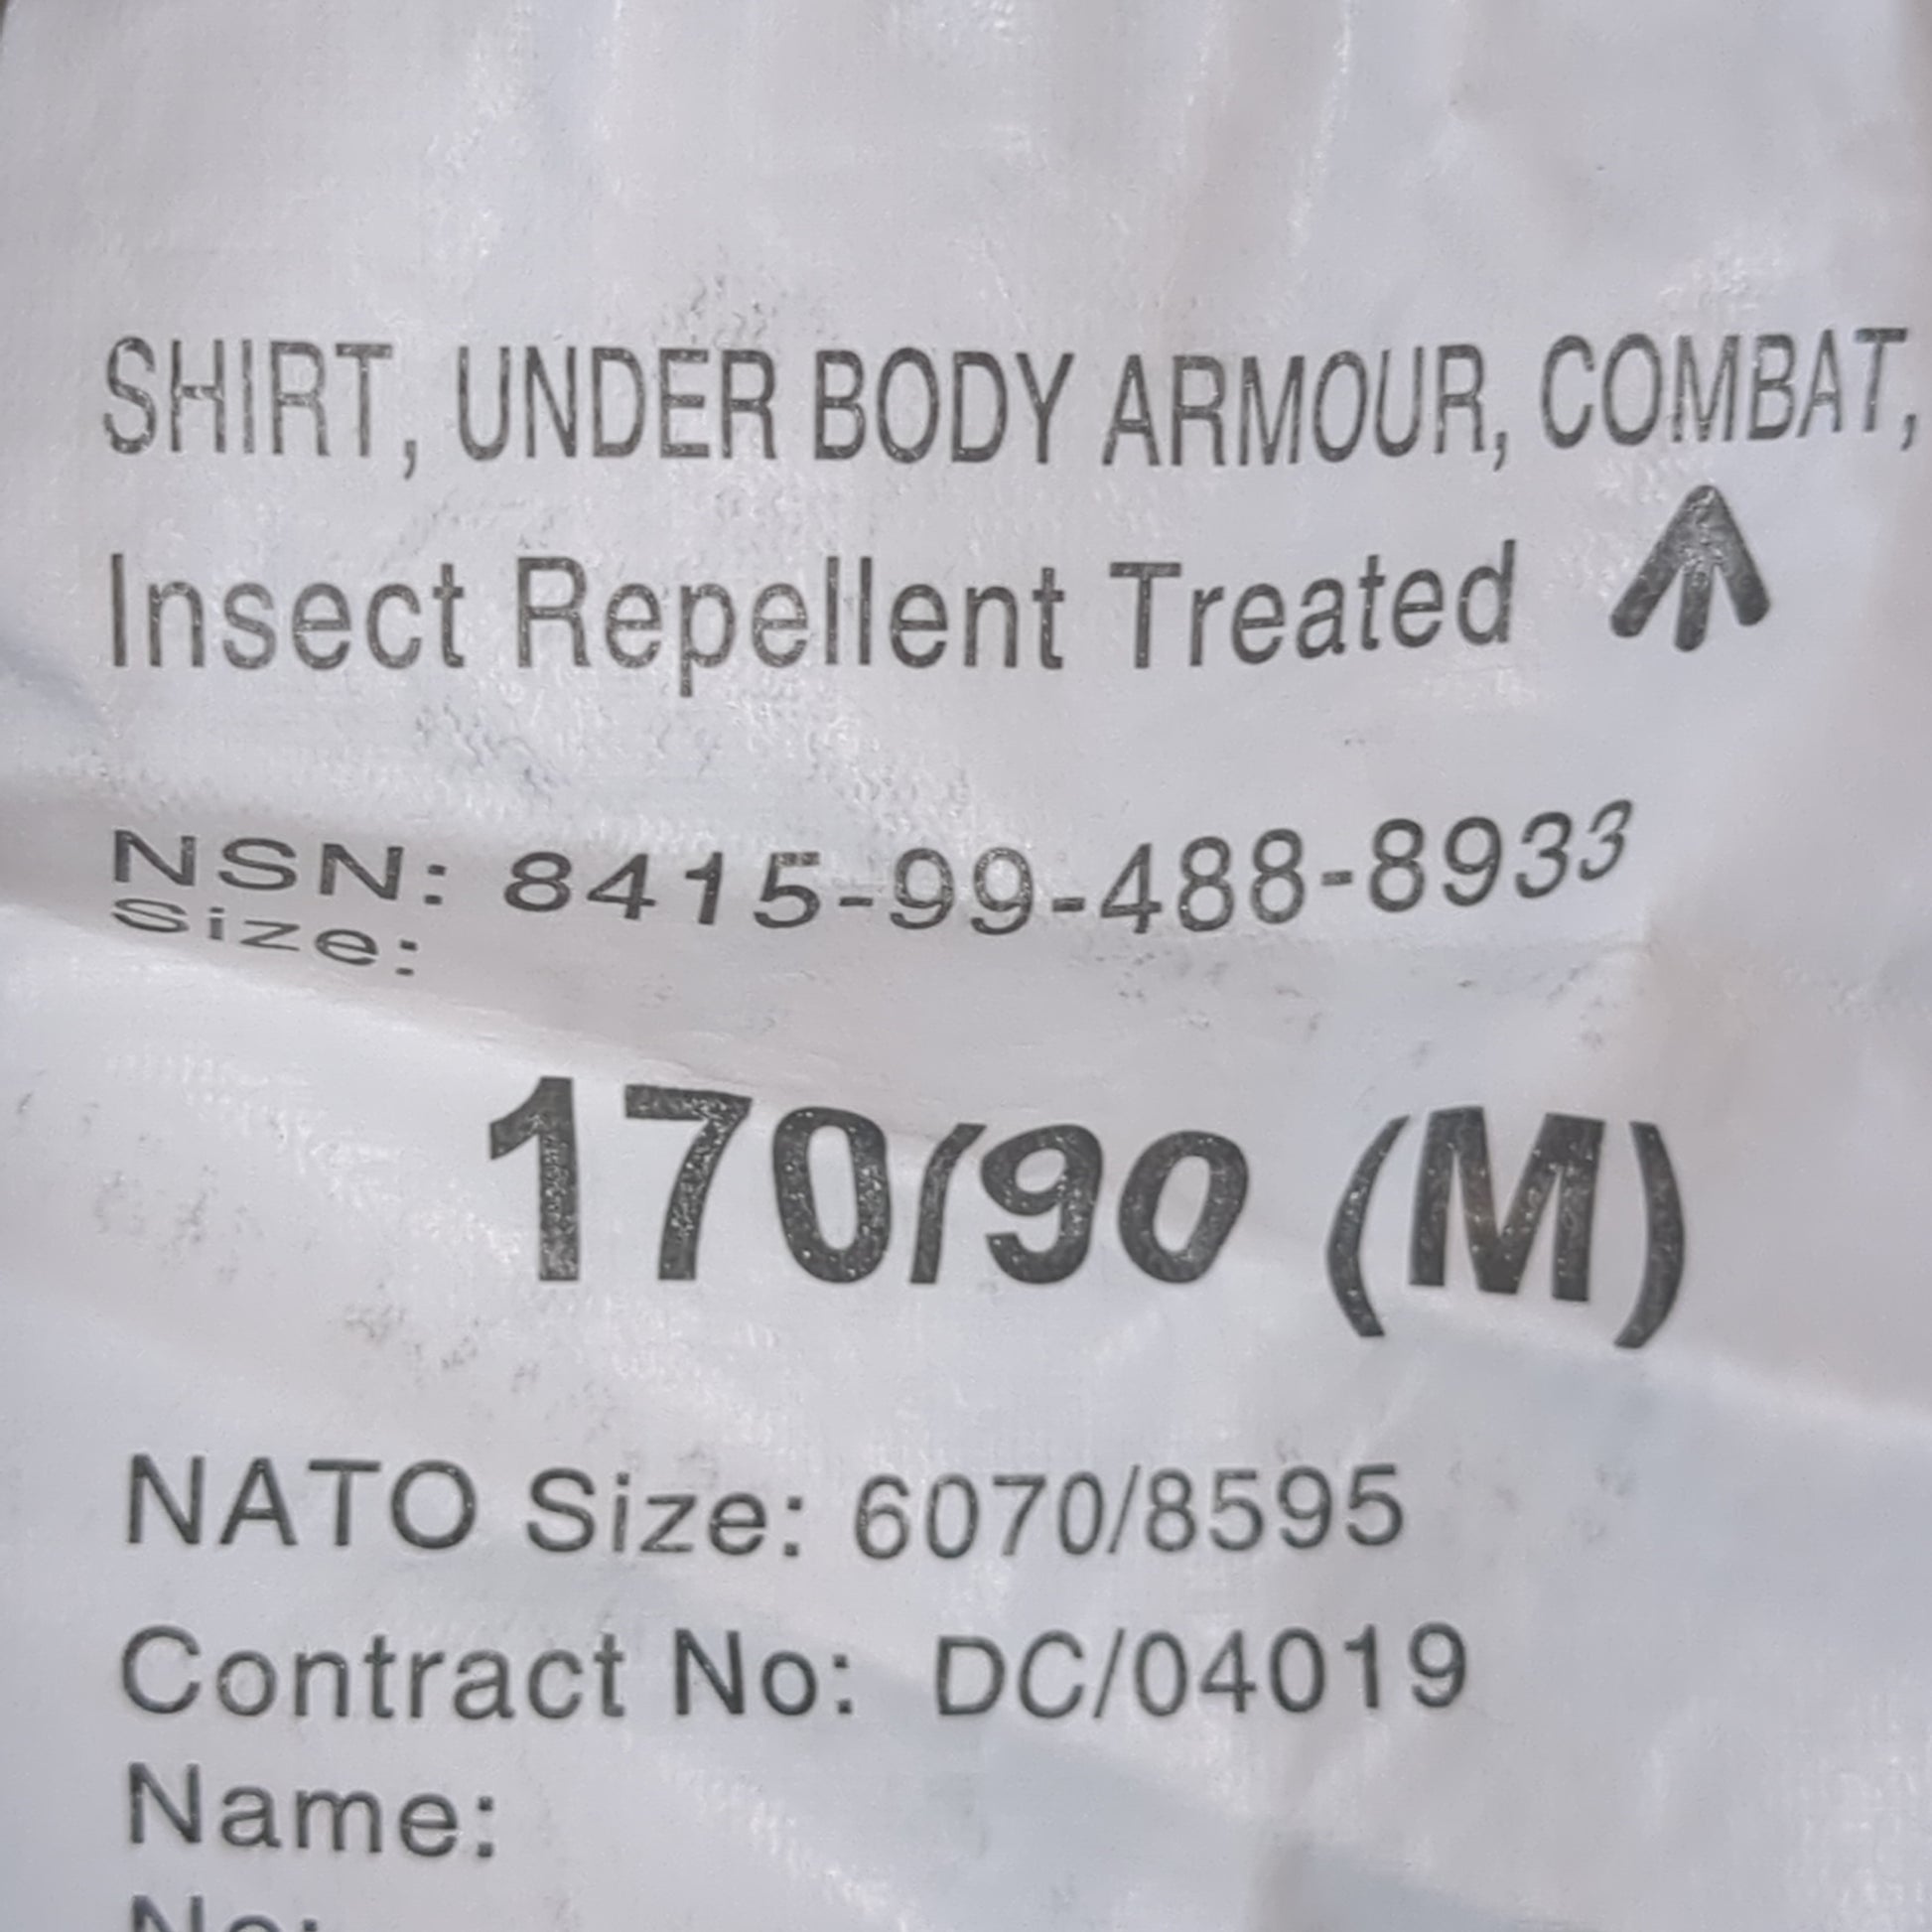 SHIRT, UNDER BODY ARMOUR, COMBAT,
Insect Repellent Treated
NSN: 8415-99-488-8933
Size:
170/90 (M)
NATO Size: 6070/8595
Contract No: DC/04019
Name:
No: